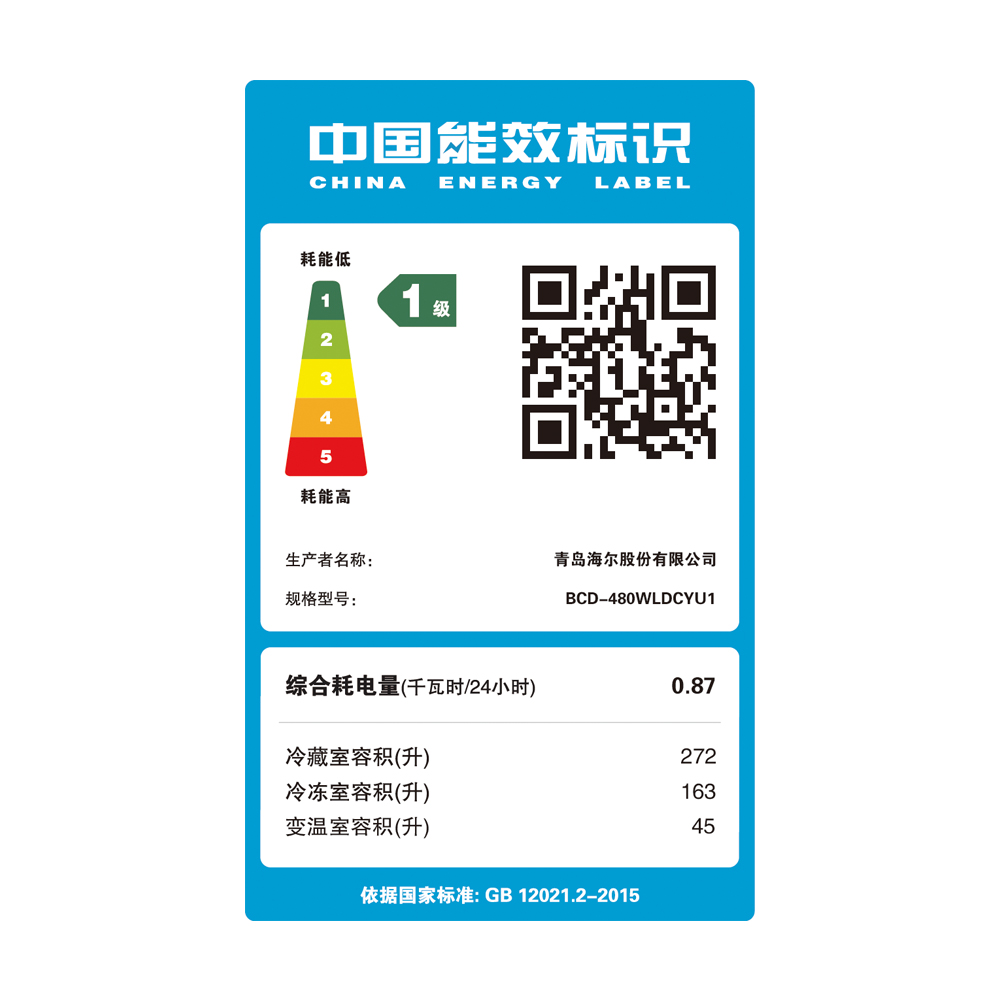 中国能效标识
CHINA ENERGY LABEL
耗能低
1
1级
2
3
4
5
耗能高
生产者名称: 青岛海尔股份有限公司
规格型号: BCD-480WLDCYU1
综合耗电量(千瓦时/24小时) 0.87
冷藏室容积(升) 272
冷冻室容积(升) 163
变温室容积(升) 45
依据国家标准: GB 12021.2-2015